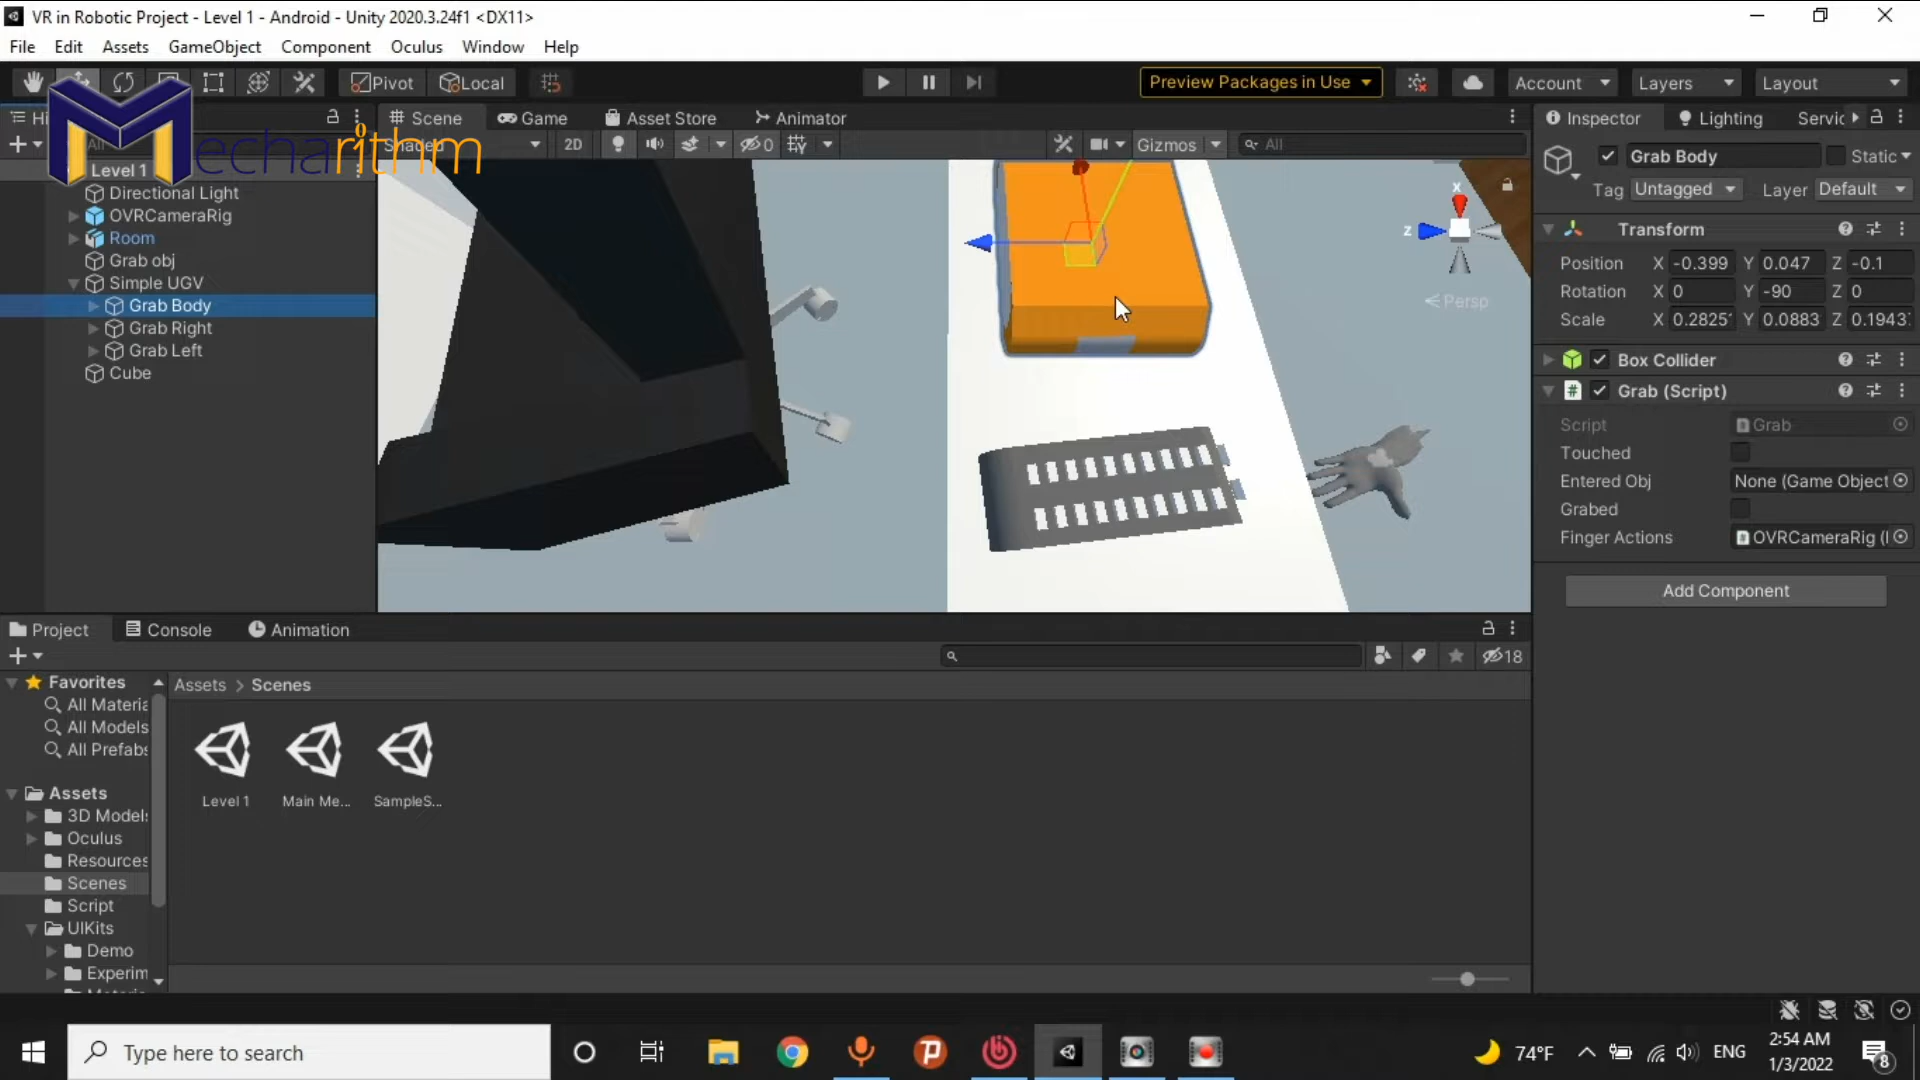 VR in Robotic Project - Level 1 - Android - Unity 2020.3.24f1 <DX11>
File Edit Assets GameObject Component Oculus Window Help
Pivot Local Preview Packages in Use Account Layers Layout
Scene Game Asset Store Animator Inspector Lighting Servic
Mecharithm
2D 0 Gizmos All
Level 1
Directional Light
OVRCameraRig
Room
Grab obj
Simple UGV
Grab Body
Grab Right
Grab Left
Cube
x
z
Persp
Grab Body Static
Tag Untagged Layer Default
Transform
Position X -0.399 Y 0.047 Z -0.1
Rotation X 0 Y -90 Z 0
Scale X 0.2825 Y 0.0883 Z 0.1943
Box Collider
Grab (Script)
Script Grab
Touched
Entered Obj None (Game Object
Grabed
Finger Actions OVRCameraRig (
Add Component
Project Console Animation
18
Favorites
All Materia
All Models
All Prefabs
Assets > Scenes
Level 1 Main Me... SampleS...
Assets
3D Models
Oculus
Resources
Scenes
Script
UIKits
Demo
Experim
Type here to search
74°F ENG
2:54 AM
1/3/2022
8